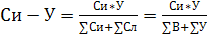 Си − У = Си*У / (∑Си+∑Сл) = Си*У / (∑В+∑У)